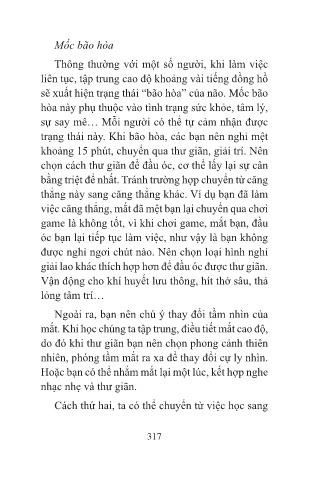 Mốc bão hòa
Thông thường với một số người, khi làm việc
liên tục, tập trung cao độ khoảng vài tiếng đồng hồ
sẽ xuất hiện trạng thái “bão hòa” của não. Mốc bão
hòa này phụ thuộc vào tình trạng sức khỏe, tâm lý,
sự say mê… Mỗi người có thể tự cảm nhận được
trạng thái này. Khi bão hòa, các bạn nên nghỉ mệt
khoảng 15 phút, chuyển qua thư giãn, giải trí. Nên
chọn cách thư giãn để đầu óc, cơ thể lấy lại sự cân
bằng triệt để nhất. Tránh trường hợp chuyển từ căng
thẳng này sang căng thẳng khác. Ví dụ bạn đã làm
việc căng thẳng, mắt đã mệt bạn lại chuyển qua chơi
game là không tốt, vì khi chơi game, mắt bạn, đầu
óc bạn lại tiếp tục làm việc, như vậy là bạn không
được nghỉ ngơi chút nào. Nên chọn loại hình nghỉ
giải lao khác thích hợp hơn để đầu óc được thư giãn.
Vận động cho khí huyết lưu thông, hít thở sâu, thả
lỏng tâm trí…
Ngoài ra, bạn nên chú ý thay đổi tầm nhìn của
mắt. Khi học chúng ta tập trung, điều tiết mắt cao độ,
do đó khi thư giãn bạn nên chọn phong cảnh thiên
nhiên, phóng tầm mắt ra xa để thay đổi cự ly nhìn.
Hoặc bạn có thể nhắm mắt lại một lúc, kết hợp nghe
nhạc nhẹ và thư giãn.
Cách thứ hai, ta có thể chuyển từ việc học sang
317